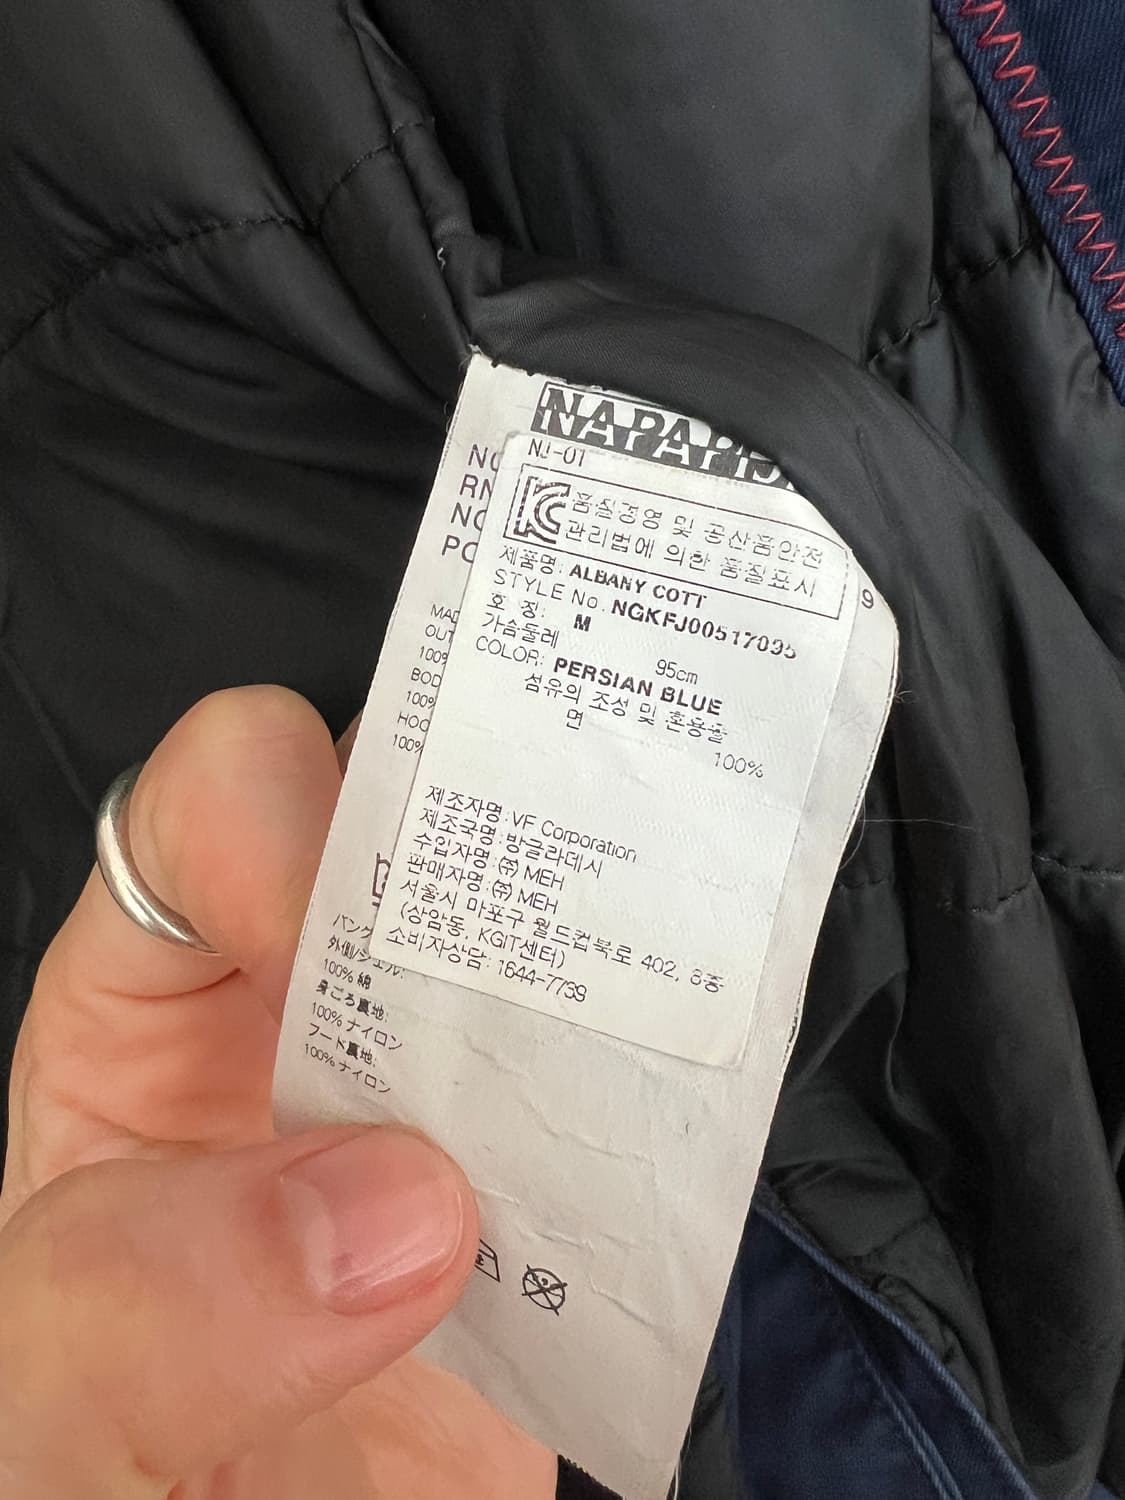 NAPAPIJ
NJ-01
품질경영 및 공산품안전
관리법에 의한 품질표시
제품명: ALBANY COTT
STYLE No. NGKFJ00517095
호 칭: M
가슴둘레 95cm
COLOR: PERSIAN BLUE
섬유의 조성 및 혼용율
면 100%
제조자명:VF Corporation
제조국명:방글라데시
수입자명:㈜ MEH
판매자명:㈜ MEH
서울시 마포구 월드컵북로 402, 8층
(상암동, KGIT센터)
소비자상담: 1644-7739
9
RN
MAD
OUT
100%
BOD
100%
HOO
100%
バング
外側/シェル:
100% 綿
身ごろ裏地:
100% ナイロン
フード裏地:
100% ナイロン